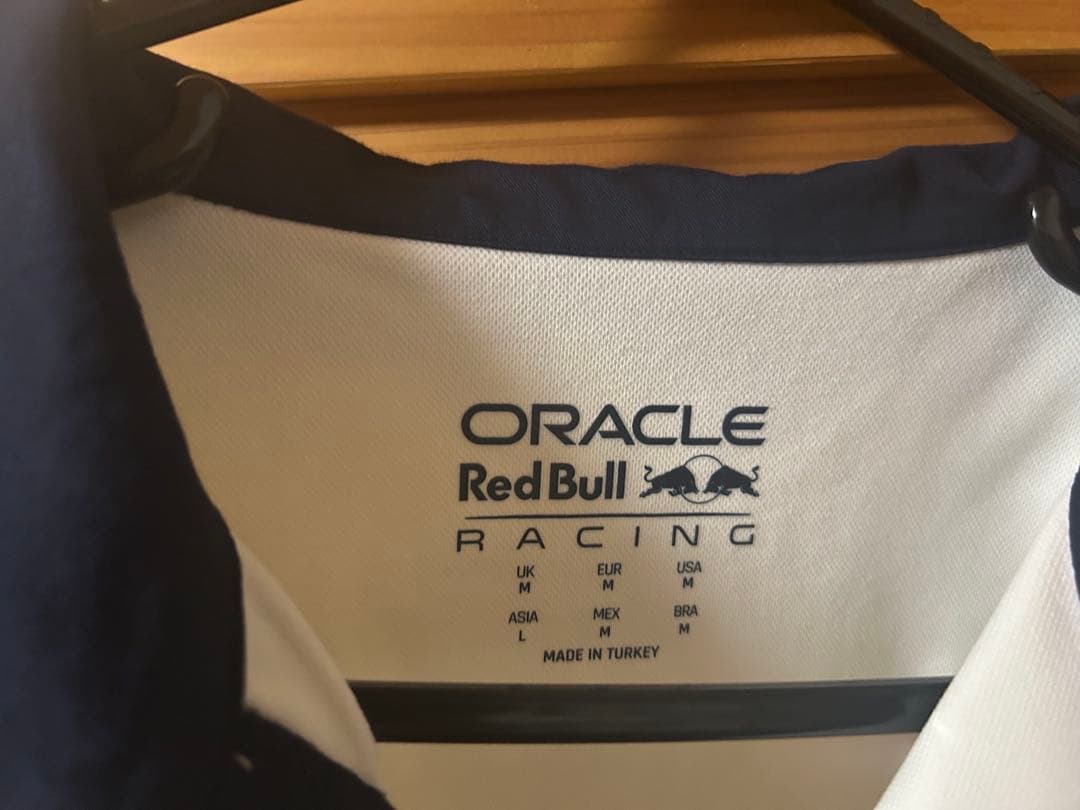 ORACLE
Red Bull
RACING
UK EUR USA
M M M
ASIA MEX BRA
L M M
MADE IN TURKEY